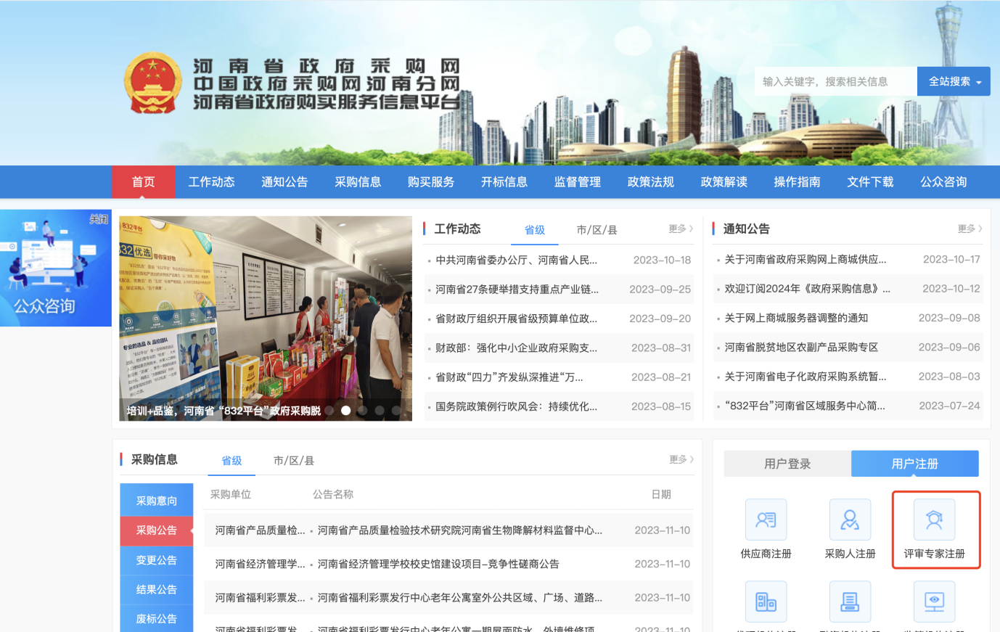 河南省政府采购网
中国政府采购网河南分网
河南省政府购买服务信息平台
输入关键字，搜索相关信息
全站搜索
首页 工作动态 通知公告 采购信息 购买服务 开标信息 监督管理 政策法规 政策解读 操作指南 文件下载 公众咨询
关闭
公众咨询
832平台
832优选 带你采好物
专业的选品 & 品控团队
培训+品鉴，河南省“832平台”政府采购脱
工作动态 省级 市/区/县 更多
中共河南省委办公厅、河南省人民... 2023-10-18
河南省27条硬举措支持重点产业链... 2023-09-25
省财政厅组织开展省级预算单位政... 2023-09-20
财政部：强化中小企业政府采购支... 2023-08-31
省财政“四力”齐发纵深推进“万... 2023-08-21
国务院政策例行吹风会：持续优化... 2023-08-15
通知公告 更多
关于河南省政府采购网上商城供应... 2023-10-17
欢迎订阅2024年《政府采购信息》... 2023-10-12
关于网上商城服务器调整的通知 2023-09-08
河南省脱贫地区农副产品采购专区 2023-09-06
关于河南省电子化政府采购系统暂... 2023-08-03
“832平台”河南省区域服务中心简... 2023-07-24
采购信息 省级 市/区/县 更多
采购意向
采购公告
变更公告
结果公告
废标公告
采购单位 公告名称 日期
河南省产品质量检... 河南省产品质量检验技术研究院河南省生物降解材料监督中心... 2023-11-10
河南省经济管理学... 河南省经济管理学校校史馆建设项目-竞争性磋商公告 2023-11-10
河南省福利彩票发... 河南省福利彩票发行中心老年公寓室外公共区域、广场、道路... 2023-11-10
河南省福利彩票发... 河南省福利彩票发行中心老年公寓一期屋面防水、外墙维修项... 2023-11-10
用户登录 用户注册
供应商注册 采购人注册 评审专家注册